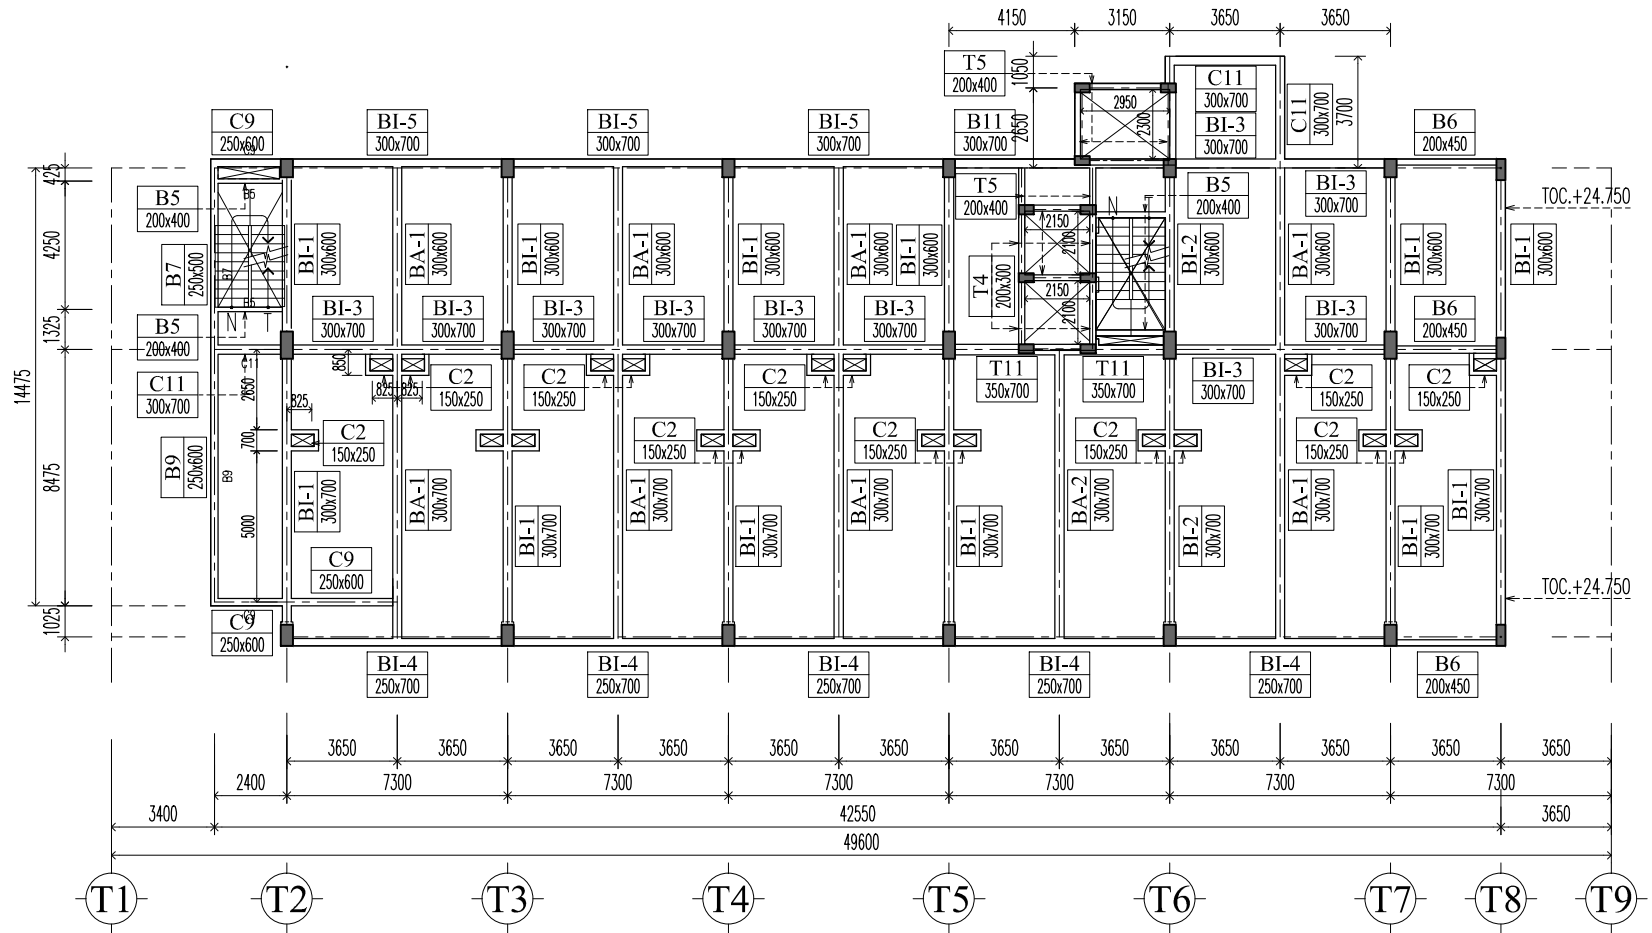 4150 3150 3650 3650
T5
200x400
1050
2650
2950
2300
C11
300x700
BI-3
300x700
C11
300x700
3700
C9
250x600
C9
BI-5
300x700
BI-5
300x700
BI-5
300x700
B11
300x700
B6
200x450
425
4250
1325
14475
8475
1025
B5
200x400
B5
B7
250x500
B7
B5
B5
200x400
N T
C11
300x700
C11
B9
250x600
B9
BI-1
300x600
BA-1
300x600
BI-1
300x600
BA-1
300x600
BI-1
300x600
BA-1
300x600
BI-1
300x600
T5
200x400
T4
200x300
2150
2100
2150
2100
N
B5
200x400
BI-2
300x600
BI-3
300x700
BA-1
300x600
BI-1
300x600
BI-1
300x600
TOC.+24.750
BI-3
300x700
BI-3
300x700
BI-3
300x700
BI-3
300x700
BI-3
300x700
BI-3
300x700
BI-3
300x700
B6
200x450
850
825 825
2650
825
700
5000
C2
150x250
C2
150x250
C2
150x250
T11
350x700
T11
350x700
BI-3
300x700
C2
150x250
C2
150x250
C2
150x250
C2
150x250
C2
150x250
C2
150x250
C2
150x250
BI-1
300x700
BA-1
300x700
BI-1
300x700
BA-1
300x700
BI-1
300x700
BA-1
300x700
BI-1
300x700
BA-2
300x700
BI-2
300x700
BA-1
300x700
BI-1
300x700
BI-1
300x700
C9
250x600
TOC.+24.750
C9
C9
250x600
BI-4
250x700
BI-4
250x700
BI-4
250x700
BI-4
250x700
BI-4
250x700
B6
200x450
3650 3650 3650 3650 3650 3650 3650 3650 3650 3650 3650 3650
2400 7300 7300 7300 7300 7300 7300
3400 42550 3650
49600
T1 T2 T3 T4 T5 T6 T7 T8 T9